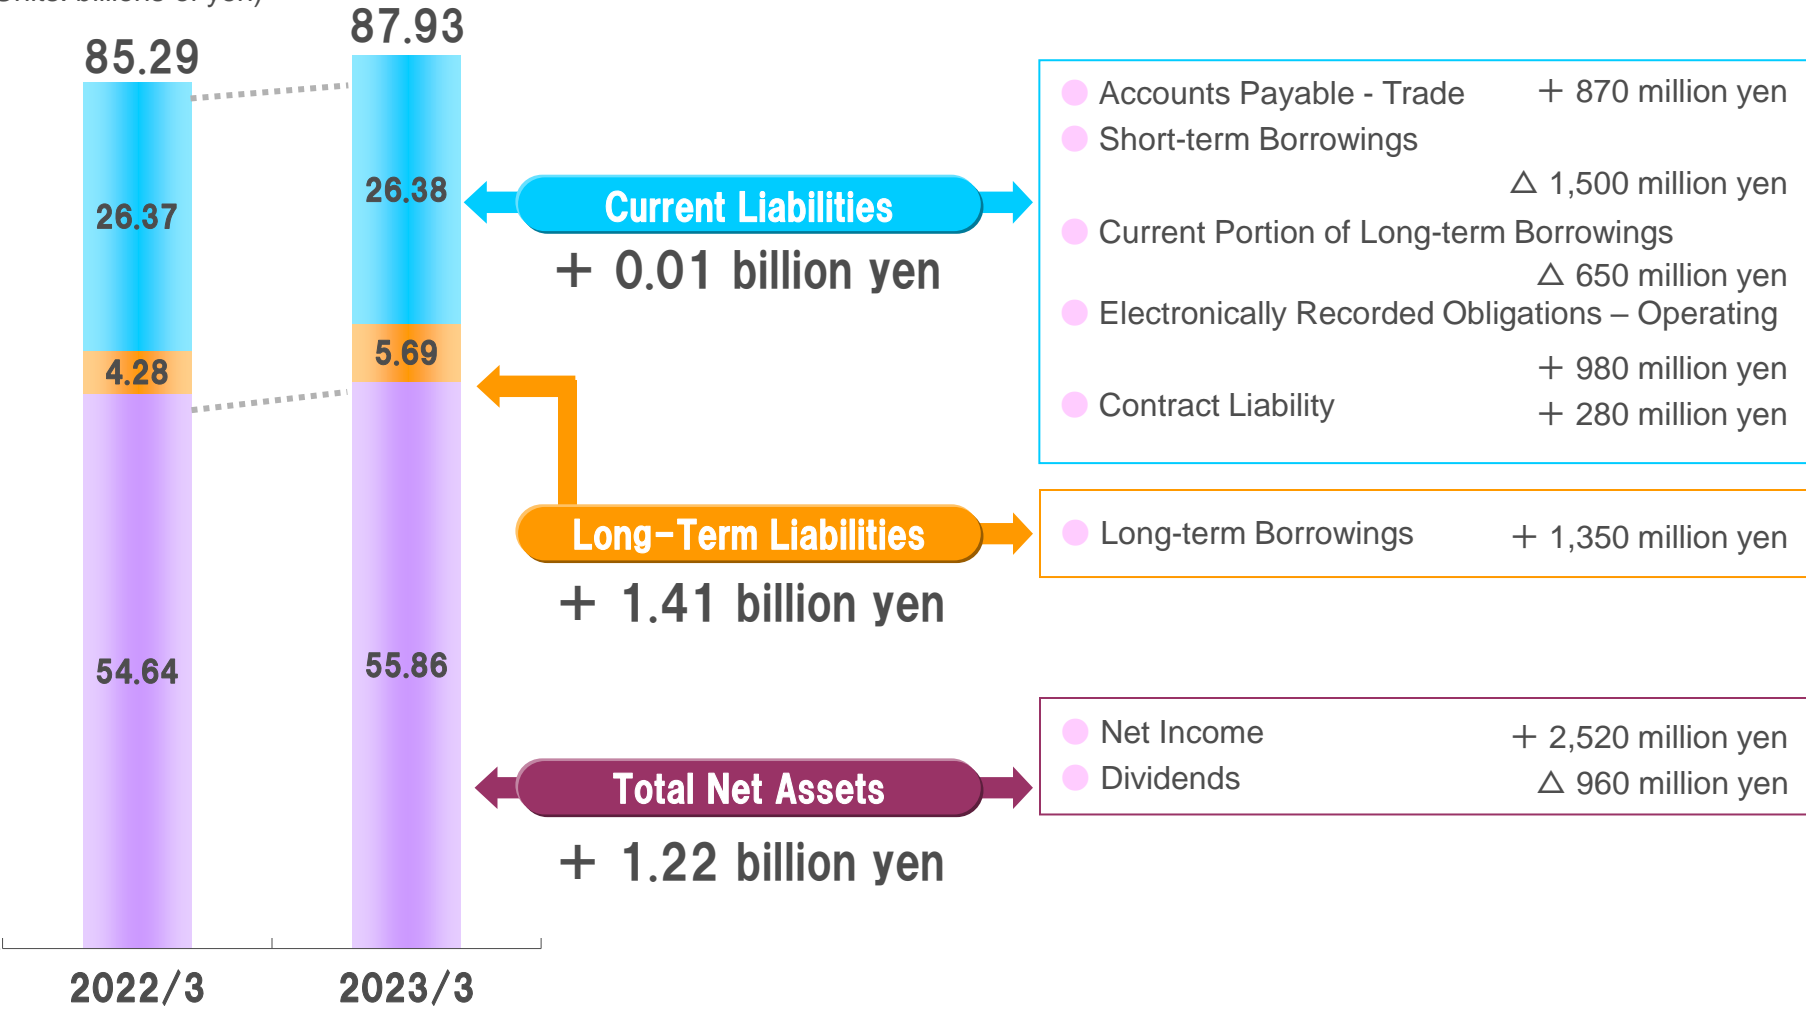 of yen)
85.29
87.93
26.37
26.38
4.28
5.69
54.64
55.86
2022/3
2023/3
Current Liabilities
+ 0.01 billion yen
Long-Term Liabilities
+ 1.41 billion yen
Total Net Assets
+ 1.22 billion yen
● Accounts Payable - Trade + 870 million yen
● Short-term Borrowings
△ 1,500 million yen
● Current Portion of Long-term Borrowings
△ 650 million yen
● Electronically Recorded Obligations – Operating
+ 980 million yen
● Contract Liability + 280 million yen
● Long-term Borrowings + 1,350 million yen
● Net Income + 2,520 million yen
● Dividends △ 960 million yen